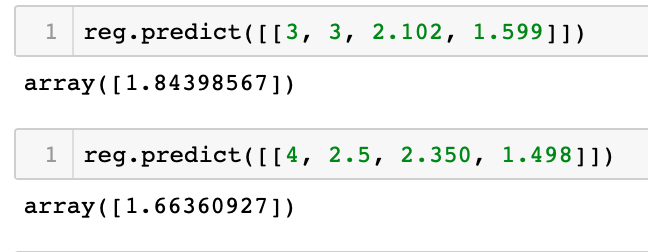 1 reg.predict([[3, 3, 2.102, 1.599]])
array([1.84398567])
1 reg.predict([[4, 2.5, 2.350, 1.498]])
array([1.66360927])